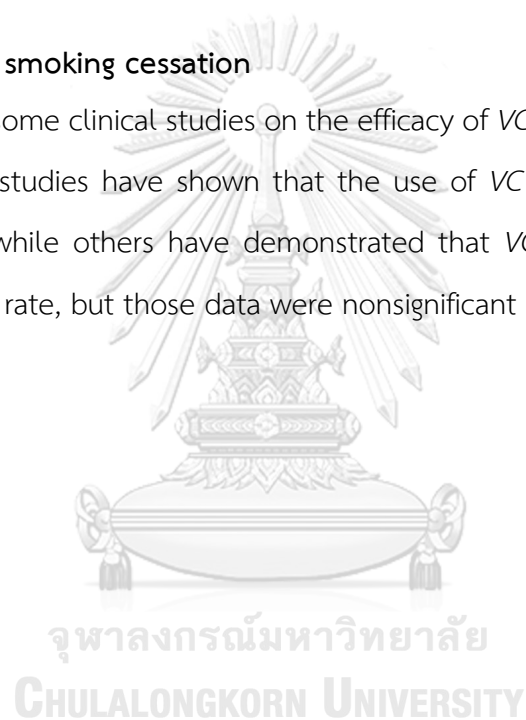 smoking cessation
some clinical studies on the efficacy of VC
studies have shown that the use of VC
while others have demonstrated that VC
rate, but those data were nonsignificant
จุฬาลงกรณ์มหาวิทยาลัย
CHULALONGKORN UNIVERSITY